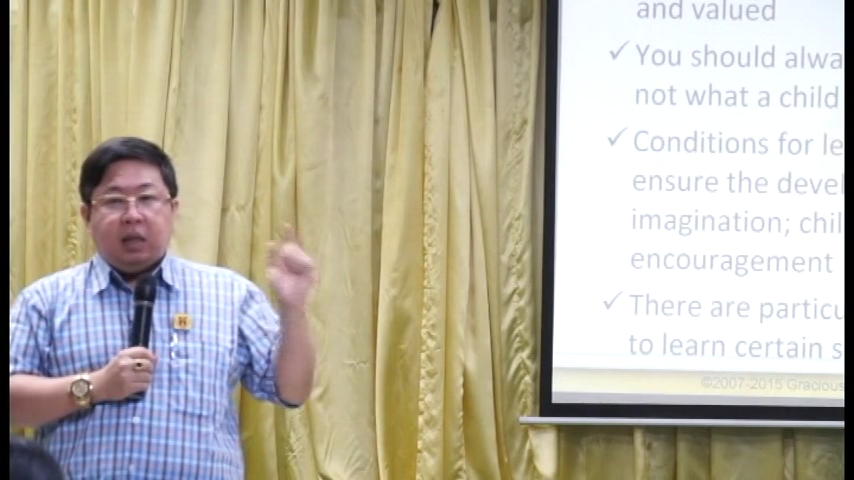 and valued
✓ You should alwa
not what a child
✓ Conditions for le
ensure the devel
imagination; chil
encouragement
✓ There are particu
to learn certain s
©2007-2015 Gracious